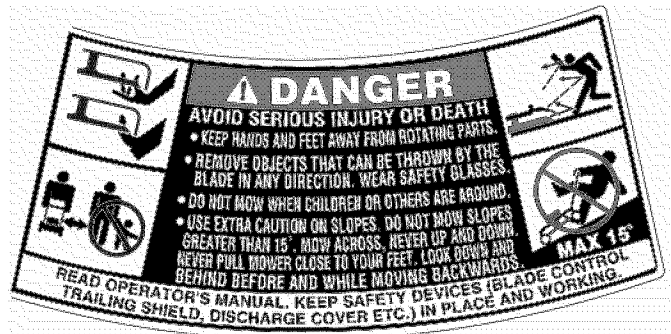 DANGER
AVOID SERIOUS INJURY OR DEATH
• KEEP HANDS AND FEET AWAY FROM ROTATING PARTS.
• REMOVE OBJECTS THAT CAN BE THROWN BY THE
BLADE IN ANY DIRECTION. WEAR SAFETY GLASSES.
• DO NOT MOW WHEN CHILDREN OR OTHERS ARE AROUND.
• USE EXTRA CAUTION ON SLOPES. DO NOT MOW SLOPES
GREATER THAN 15°. MOW ACROSS, NEVER UP AND DOWN.
NEVER PULL MOWER CLOSE TO YOUR FEET. LOOK DOWN AND
BEHIND BEFORE AND WHILE MOVING BACKWARDS.
MAX 15°
READ OPERATOR'S MANUAL. KEEP SAFETY DEVICES (BLADE CONTROL
TRAILING SHIELD, DISCHARGE COVER ETC.) IN PLACE AND WORKING.